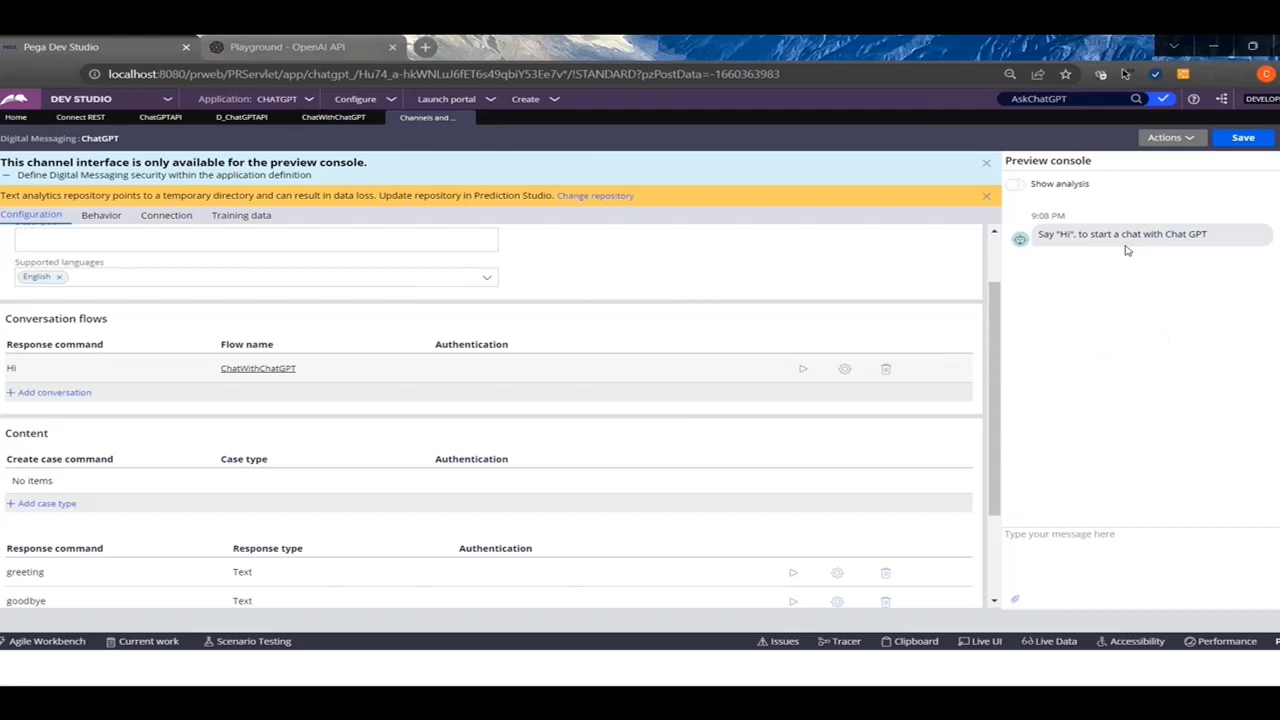 Pega Dev Studio
Playground - OpenAI API
localhost:8080/prweb/PRServlet/app/chatgpt_/Hu74_a-hkWNLuJ6fET6s49qbiY53Ee7v*/!STANDARD?pzPostData=-1660363983
C
DEV STUDIO
Application: CHATGPT
Configure
Launch portal
Create
AskChatGPT
DEVELOP
Home
Connect REST
ChatGPTAPI
D_ChatGPTAPI
ChatWithChatGPT
Channels and ...
Digital Messaging: ChatGPT
Actions
Save
This channel interface is only available for the preview console.
— Define Digital Messaging security within the application definition
Text analytics repository points to a temporary directory and can result in data loss. Update repository in Prediction Studio. Change repository
Configuration
Behavior
Connection
Training data
Supported languages
English
Conversation flows
Response command
Flow name
Authentication
Hi
ChatWithChatGPT
+ Add conversation
Content
Create case command
Case type
Authentication
No items
+ Add case type
Response command
Response type
Authentication
greeting
Text
goodbye
Text
Preview console
Show analysis
9:08 PM
Say "HI", to start a chat with Chat GPT
Type your message here
Agile Workbench
Current work
Scenario Testing
Issues
Tracer
Clipboard
Live UI
Live Data
Accessibility
Performance